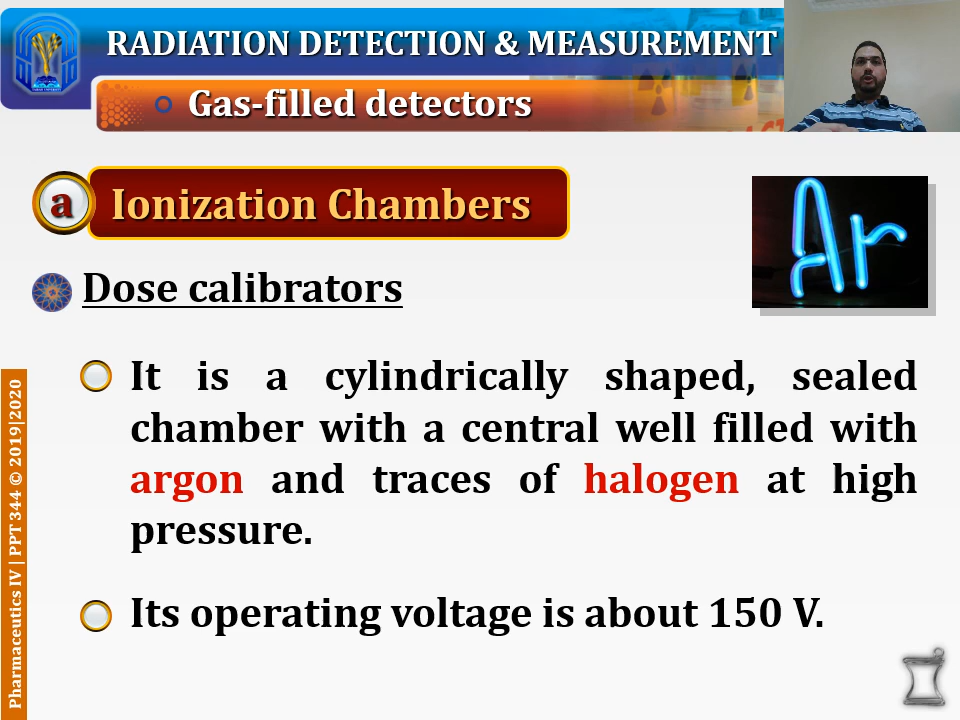 RADIATION DETECTION & MEASUREMENT
Gas-filled detectors
a Ionization Chambers
Ar
Dose calibrators
It is a cylindrically shaped, sealed
chamber with a central well filled with
argon and traces of halogen at high
pressure.
Its operating voltage is about 150 V.
Pharmaceutics IV | PPT 344 © 2019|2020